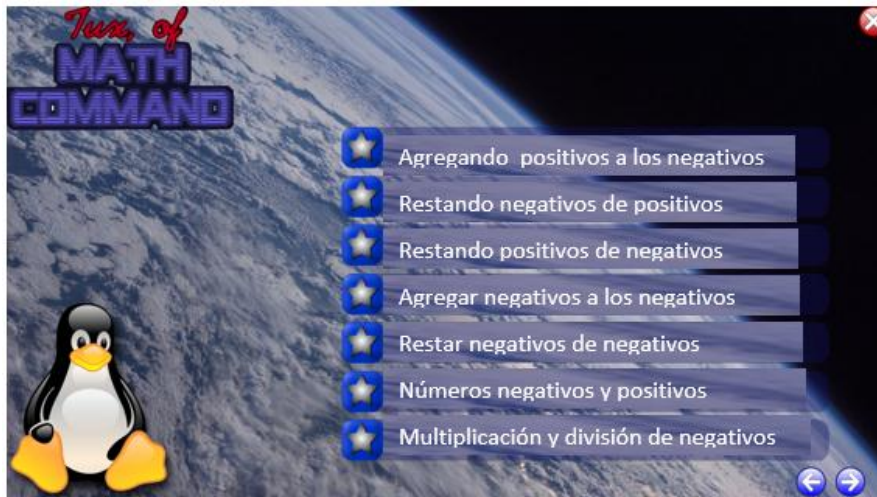 Tux, of
MATH
COMMAND
Agregando positivos a los negativos
Restando negativos de positivos
Restando positivos de negativos
Agregar negativos a los negativos
Restar negativos de negativos
Números negativos y positivos
Multiplicación y división de negativos